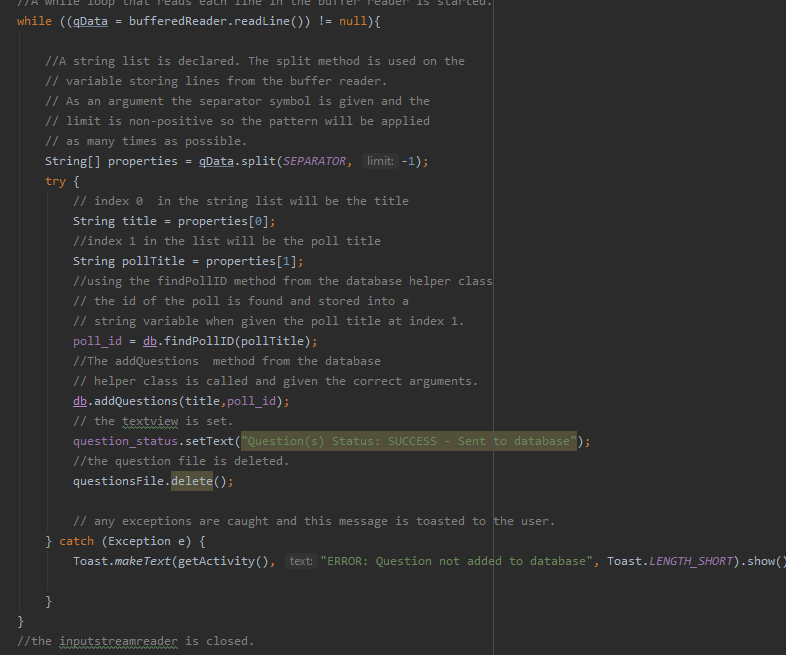 //A while loop that reads each line in the buffer reader is started.
while ((qData = bufferedReader.readLine()) != null){
//A string list is declared. The split method is used on the
// variable storing lines from the buffer reader.
// As an argument the separator symbol is given and the
// limit is non-positive so the pattern will be applied
// as many times as possible.
String[] properties = qData.split(SEPARATOR, limit: -1);
try {
// index 0  in the string list will be the title
String title = properties[0];
//index 1 in the list will be the poll title
String pollTitle = properties[1];
//using the findPollID method from the database helper class
// the id of the poll is found and stored into a
// string variable when given the poll title at index 1.
poll_id = db.findPollID(pollTitle);
//The addQuestions  method from the database
// helper class is called and given the correct arguments.
db.addQuestions(title,poll_id);
// the textview is set.
question_status.setText("Question(s) Status: SUCCESS - Sent to database");
//the question file is deleted.
questionsFile.delete();
// any exceptions are caught and this message is toasted to the user.
} catch (Exception e) {
Toast.makeText(getActivity(), text: "ERROR: Question not added to database", Toast.LENGTH_SHORT).show()
}
}
//the inputstreamreader is closed.